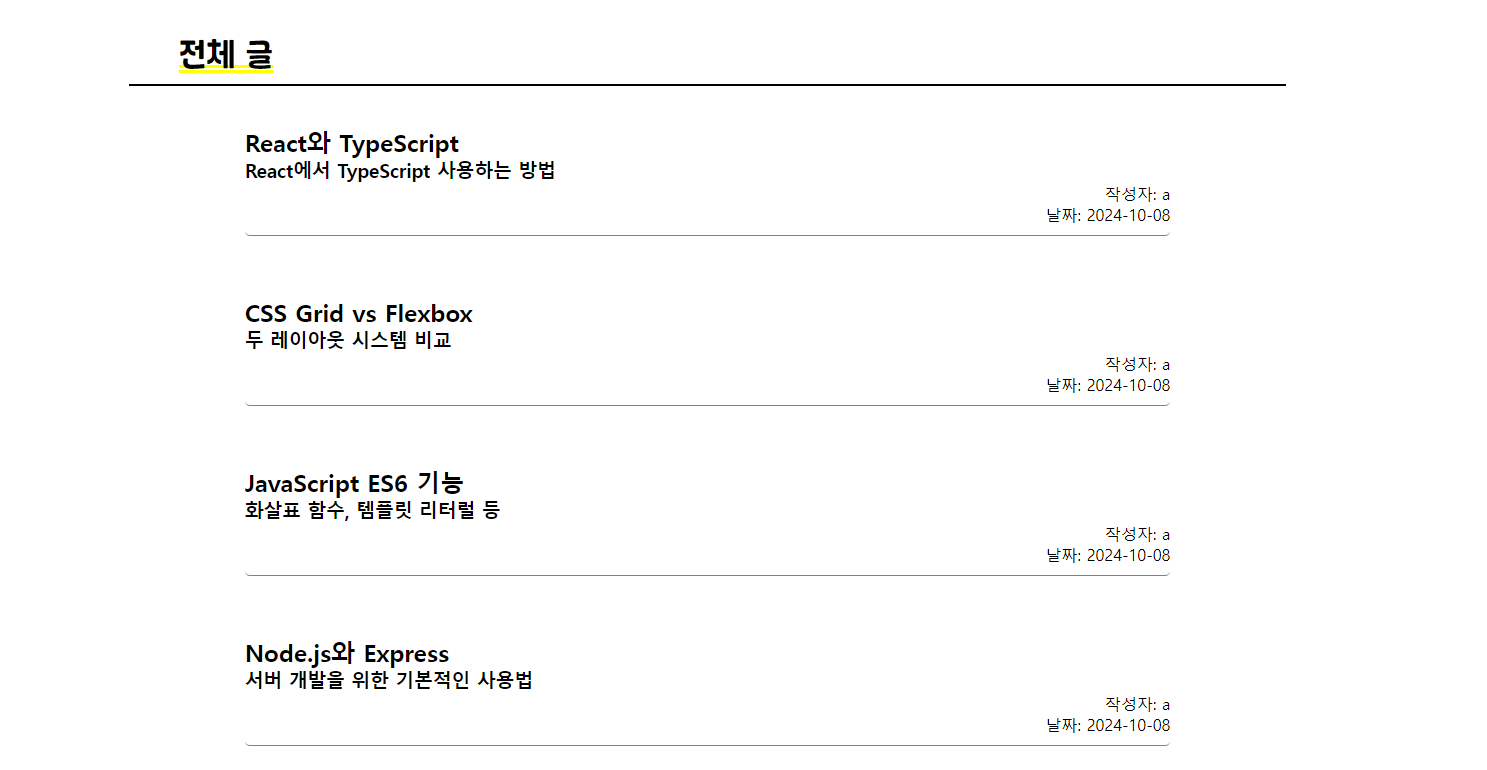 전체 글
React와 TypeScript
React에서 TypeScript 사용하는 방법
작성자: a
날짜: 2024-10-08
CSS Grid vs Flexbox
두 레이아웃 시스템 비교
작성자: a
날짜: 2024-10-08
JavaScript ES6 기능
화살표 함수, 템플릿 리터럴 등
작성자: a
날짜: 2024-10-08
Node.js와 Express
서버 개발을 위한 기본적인 사용법
작성자: a
날짜: 2024-10-08